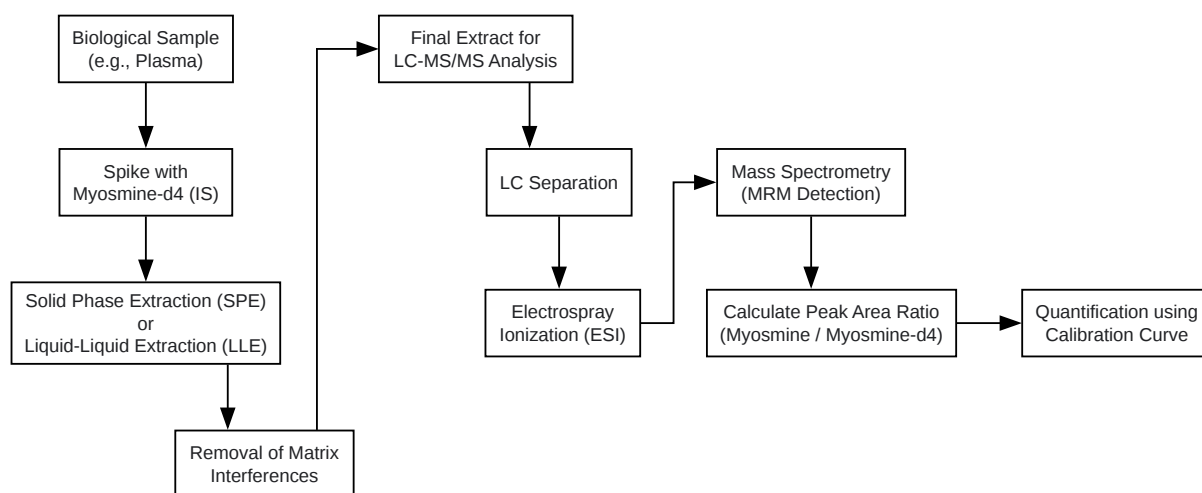 Biological Sample
(e.g., Plasma)
Spike with
Myosmine-d4 (IS)
Solid Phase Extraction (SPE)
or
Liquid-Liquid Extraction (LLE)
Removal of Matrix
Interferences
Final Extract for
LC-MS/MS Analysis
LC Separation
Electrospray
Ionization (ESI)
Mass Spectrometry
(MRM Detection)
Calculate Peak Area Ratio
(Myosmine / Myosmine-d4)
Quantification using
Calibration Curve